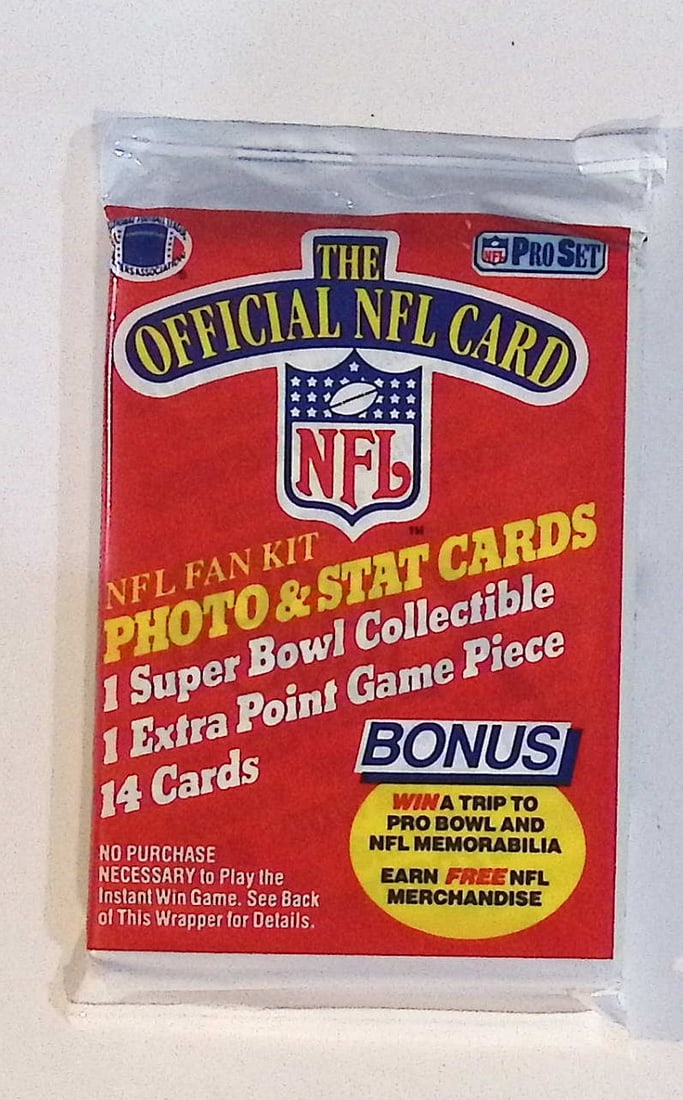 PRO SET
NFL
THE
OFFICIAL NFL CARD
NFL
TM
NFL FAN KIT
PHOTO & STAT CARDS
1 Super Bowl Collectible
1 Extra Point Game Piece
14 Cards
BONUS
WIN A TRIP TO
PRO BOWL AND
NFL MEMORABILIA
EARN FREE NFL
MERCHANDISE
NO PURCHASE
NECESSARY to Play the
Instant Win Game. See Back
of This Wrapper for Details.